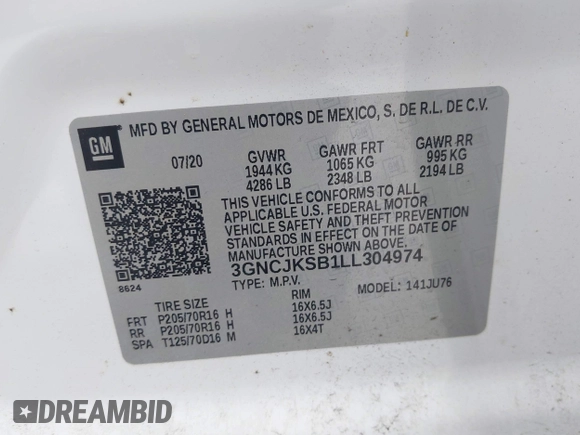 GM
MFD BY GENERAL MOTORS DE MEXICO, S. DE R.L. DE C.V.
07/20 GVWR GAWR FRT GAWR RR
1944 KG 1065 KG 995 KG
4286 LB 2348 LB 2194 LB
THIS VEHICLE CONFORMS TO ALL
APPLICABLE U.S. FEDERAL MOTOR
VEHICLE SAFETY AND THEFT PREVENTION
STANDARDS IN EFFECT ON THE DATE OF
MANUFACTURE SHOWN ABOVE.
3GNCJKSB1LL304974
8624
TYPE: M.P.V. MODEL: 141JU76
TIRE SIZE RIM
FRT P205/70R16 H 16X6.5J
RR P205/70R16 H 16X6.5J
SPA T125/70D16 M 16X4T
DREAMBID